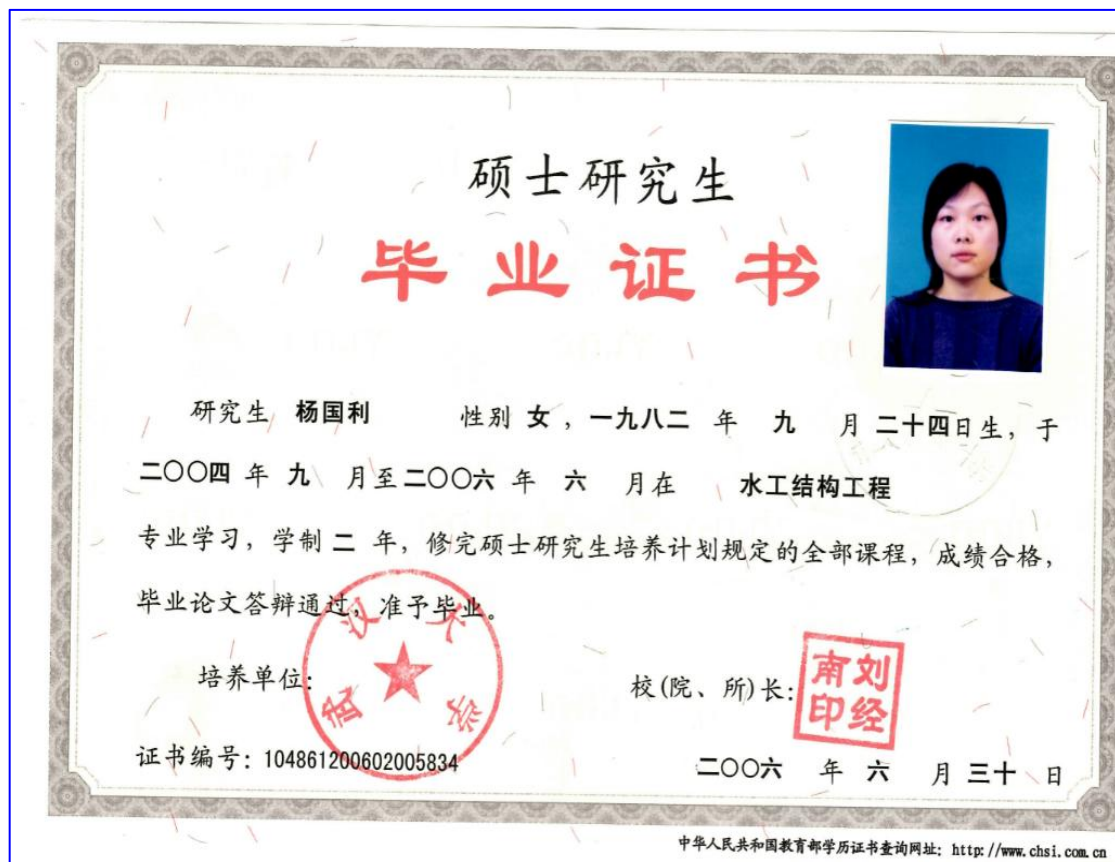 硕士研究生
毕业证书
研究生 杨国利 性别 女，一九八二 年 九 月 二十四日生，于
二〇〇四 年 九 月至二〇〇六 年 六 月在 水工结构工程
专业学习，学制 二 年，修完硕士研究生培养计划规定的全部课程，成绩合格，
毕业论文答辩通过，准予毕业。
培养单位：
武汉大学
校(院、所)长：
刘经南印
证书编号：104861200602005834
二〇〇六 年 六 月 三十 日
中华人民共和国教育部学历证书查询网址：http://www.chsi.com.cn